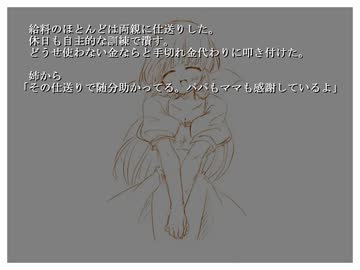 給料のほとんどは両親に仕送りした。
休日も自主的な訓練で潰す。
どうせ使わない金ならと手切れ金代わりに叩き付けた。
姉から
「その仕送りで随分助かってる。パパもママも感謝しているよ」